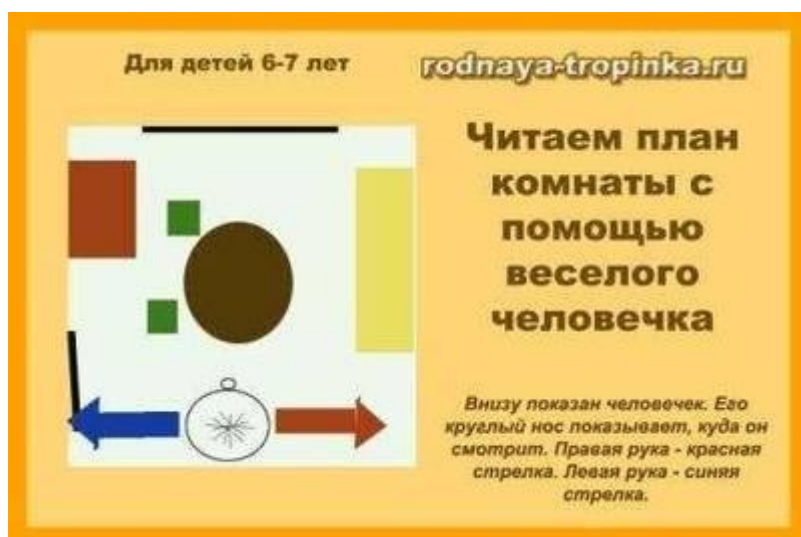 Для детей 6-7 лет
rodnaya-tropinka.ru
Читаем план
комнаты с
помощью
веселого
человечка
Внизу показан человечек. Его
круглый нос показывает, куда он
смотрит. Правая рука - красная
стрелка. Левая рука - синяя
стрелка.